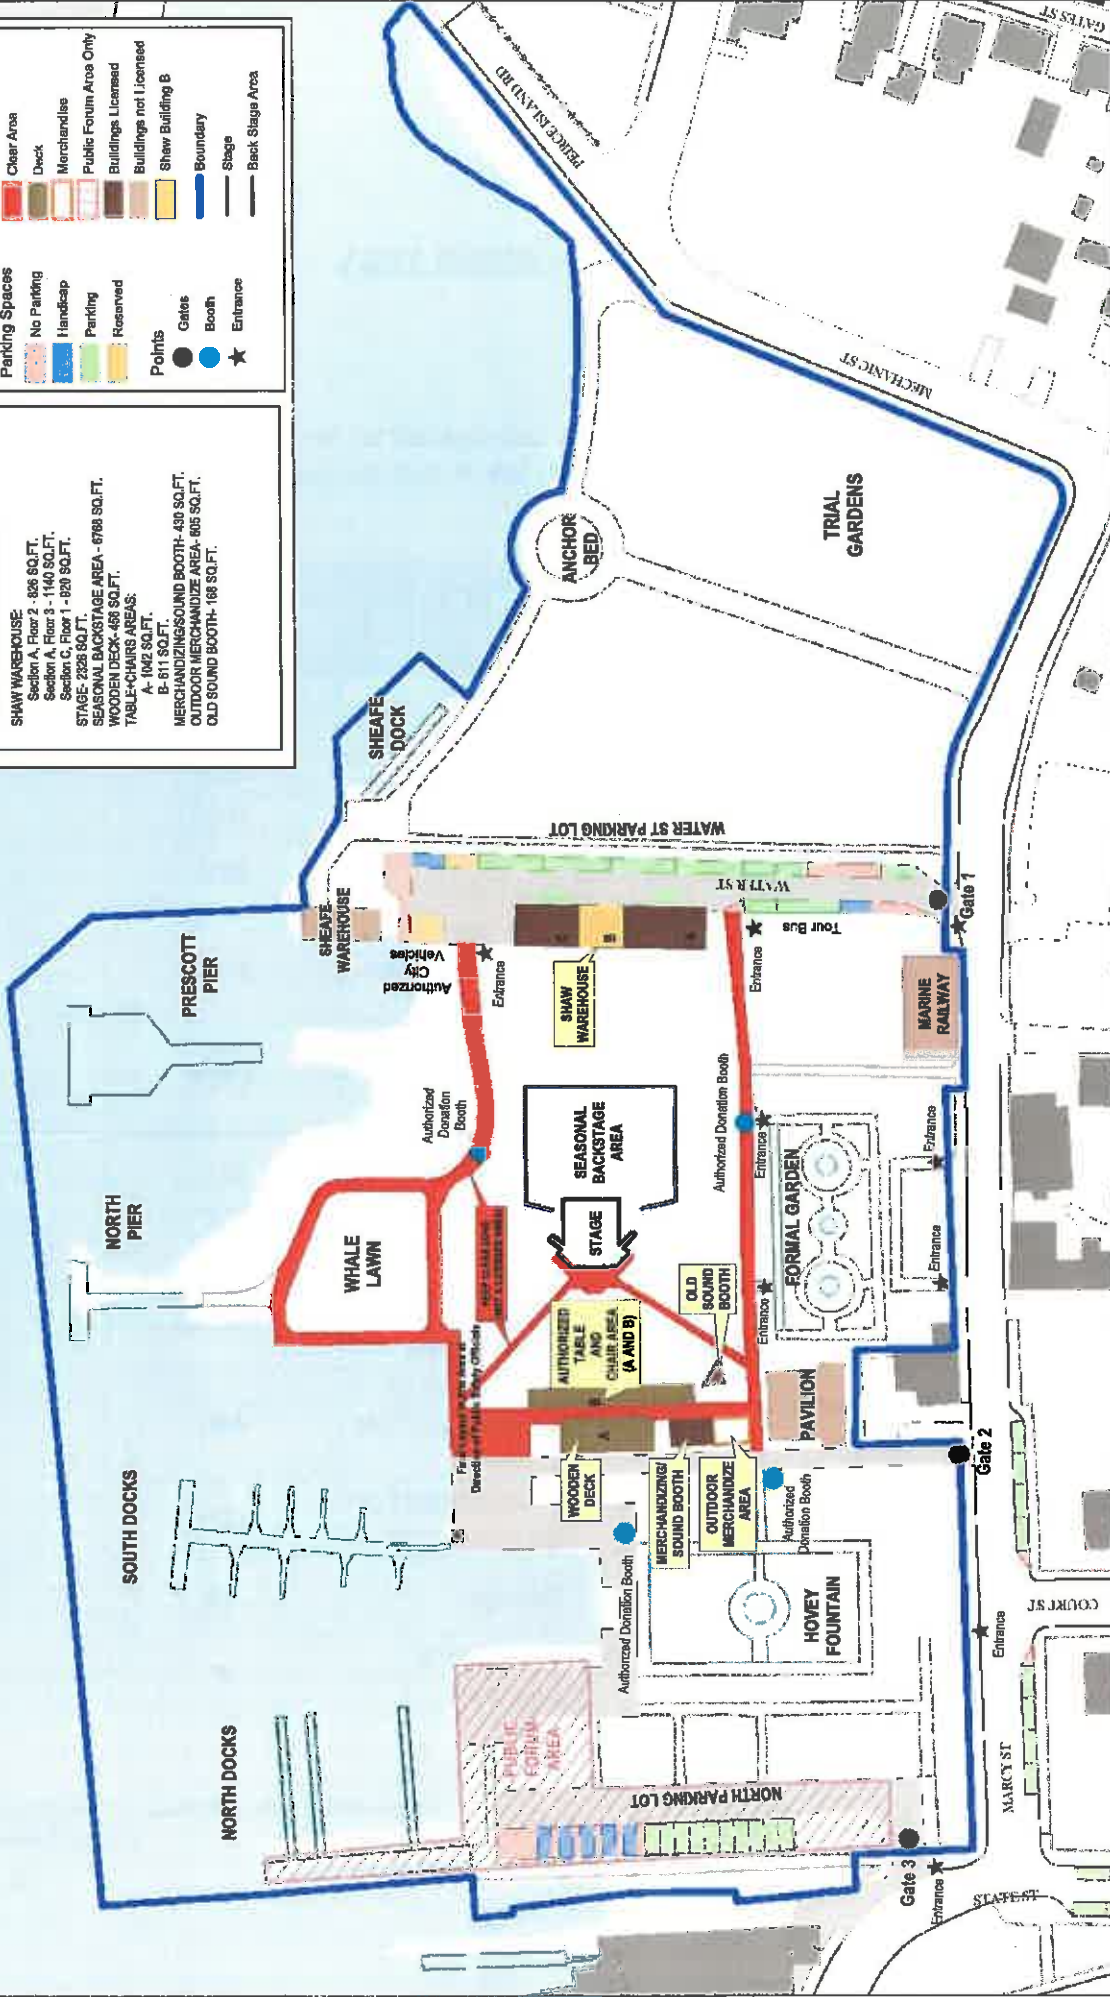 SHAW WAREHOUSE:
Section A, Floor 2 - 826 SQ.FT.
Section A, Floor 3 - 1140 SQ.FT.
Section C, Floor 1 - 920 SQ.FT.
STAGE- 2326 SQ.FT.
SEASONAL BACKSTAGE AREA - 6768 SQ.FT.
WOODEN DECK- 456 SQ.FT.
TABLE+CHAIRS AREAS:
A- 1042 SQ.FT.
B- 611 SQ.FT.
MERCHANDIZING/SOUND BOOTH- 430 SQ.FT.
OUTDOOR MERCHANDIZE AREA- 605 SQ.FT.
OLD SOUND BOOTH- 168 SQ.FT.
Parking Spaces
No Parking
Handicap
Parking
Reserved
Points
Gates
Booth
Entrance
Clear Area
Deck
Merchandise
Public Forum Area Only
Buildings Licensed
Buildings not Licensed
Shaw Building B
Boundary
Stage
Back Stage Area
NORTH DOCKS
SOUTH DOCKS
NORTH
PIER
PRESCOTT
PIER
SHEAFE
WAREHOUSE
SHEAFE
DOCK
ANCHOR
BED
TRIAL
GARDENS
PEIRCE ISLAND RD
MECHANIC ST
GATES ST
WATER ST PARKING LOT
WATER ST
Authorized
City
Vehicles
Entrance
Tour Bus
Entrance
Gate 1
SHAW
WAREHOUSE
B
MARINE
RAILWAY
WHALE
LAWN
Authorized
Donation
Booth
SEASONAL
BACKSTAGE
AREA
STAGE
Authorized Donation Booth
Entrance
FORMAL GARDEN
Entrance
Entrance
Entrance
OLD
SOUND
BOOTH
AUTHORIZED
TABLE
AND
CHAIR AREA
(A AND B)
Direction of Public Safety Officials
A
B
WOODEN
DECK
MERCHANDIZING/
SOUND BOOTH
OUTDOOR
MERCHANDIZE
AREA
PAVILION
Authorized
Donation Booth
Authorized Donation Booth
HOVEY
FOUNTAIN
PUBLIC
FORUM
AREA
NORTH PARKING LOT
Gate 2
Gate 3
Entrance
Entrance
COURT ST
MARCY ST
STATE ST